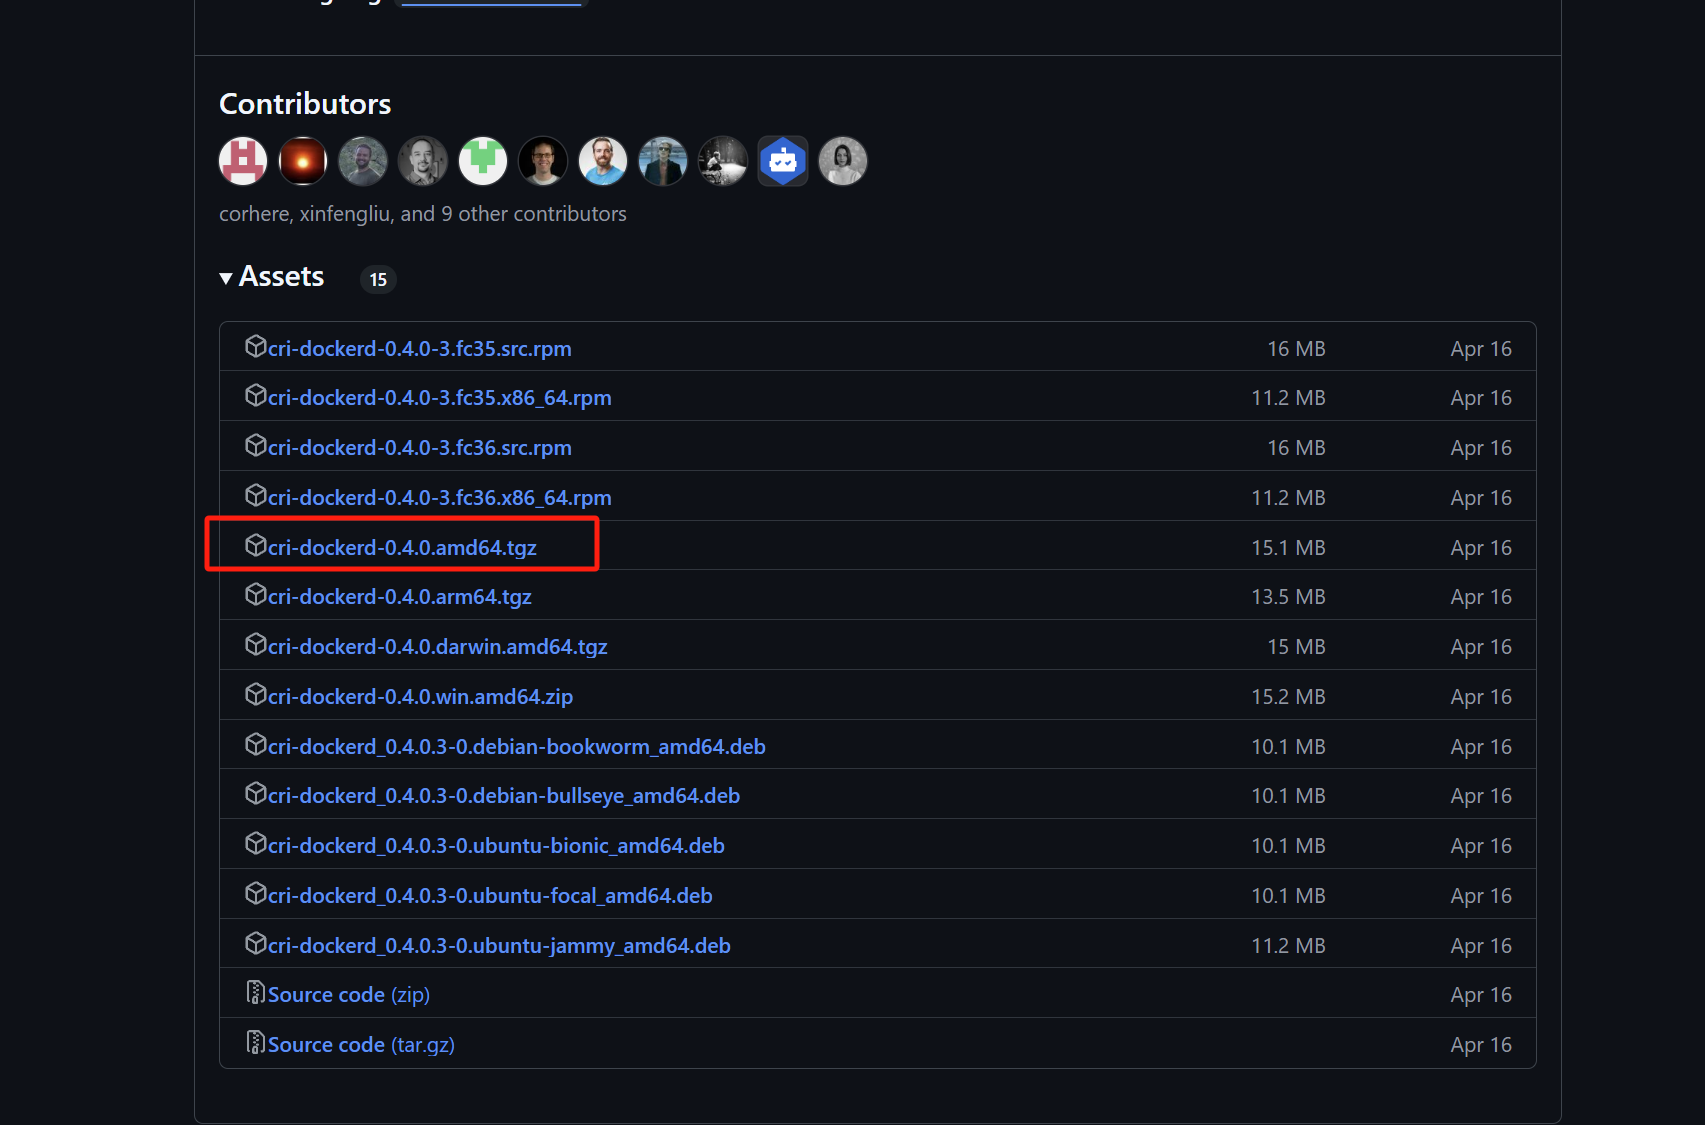 Contributors
corhere, xinfengliu, and 9 other contributors
Assets 15
cri-dockerd-0.4.0-3.fc35.src.rpm 16 MB Apr 16
cri-dockerd-0.4.0-3.fc35.x86_64.rpm 11.2 MB Apr 16
cri-dockerd-0.4.0-3.fc36.src.rpm 16 MB Apr 16
cri-dockerd-0.4.0-3.fc36.x86_64.rpm 11.2 MB Apr 16
cri-dockerd-0.4.0.amd64.tgz 15.1 MB Apr 16
cri-dockerd-0.4.0.arm64.tgz 13.5 MB Apr 16
cri-dockerd-0.4.0.darwin.amd64.tgz 15 MB Apr 16
cri-dockerd-0.4.0.win.amd64.zip 15.2 MB Apr 16
cri-dockerd_0.4.0.3-0.debian-bookworm_amd64.deb 10.1 MB Apr 16
cri-dockerd_0.4.0.3-0.debian-bullseye_amd64.deb 10.1 MB Apr 16
cri-dockerd_0.4.0.3-0.ubuntu-bionic_amd64.deb 10.1 MB Apr 16
cri-dockerd_0.4.0.3-0.ubuntu-focal_amd64.deb 10.1 MB Apr 16
cri-dockerd_0.4.0.3-0.ubuntu-jammy_amd64.deb 11.2 MB Apr 16
Source code (zip) Apr 16
Source code (tar.gz) Apr 16